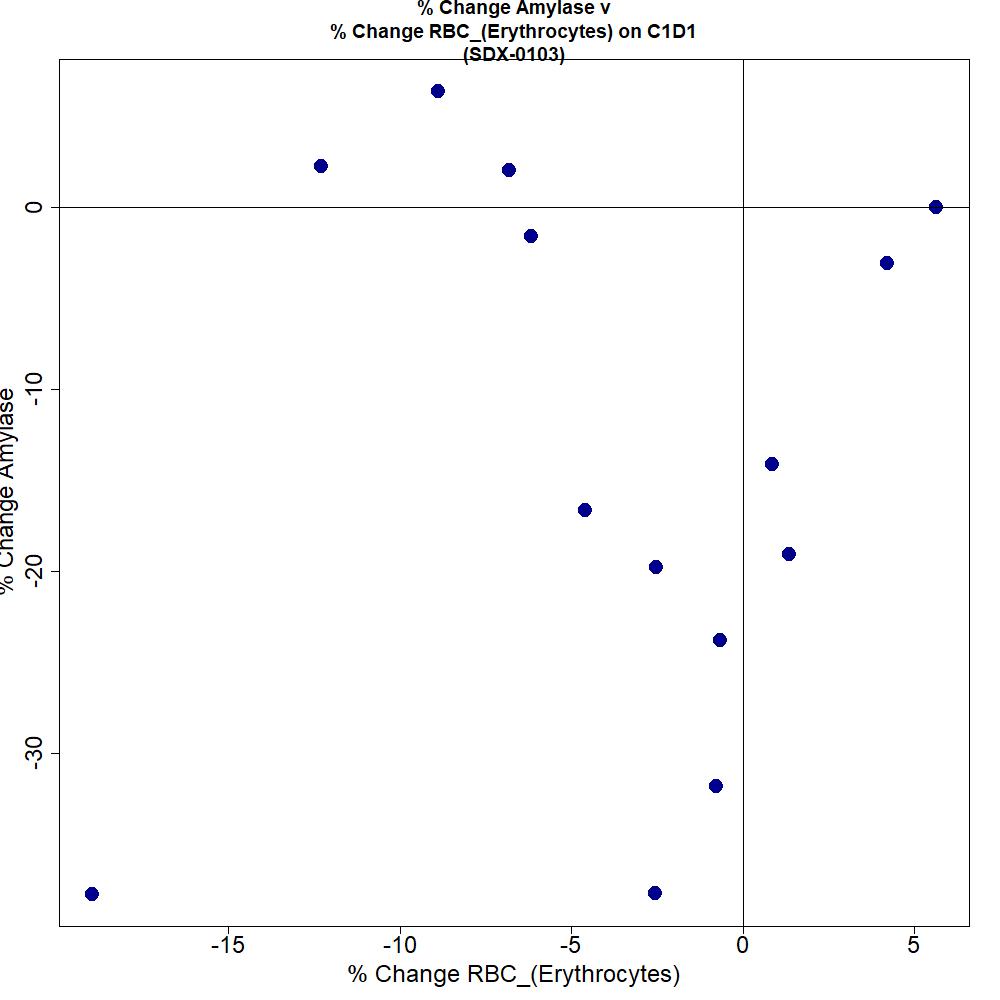 % Change Amylase v
% Change RBC_(Erythrocytes) on C1D1
(SDX-0103)
0
-10
-20
-30
% Change Amylase
-15
-10
-5
0
5
% Change RBC_(Erythrocytes)